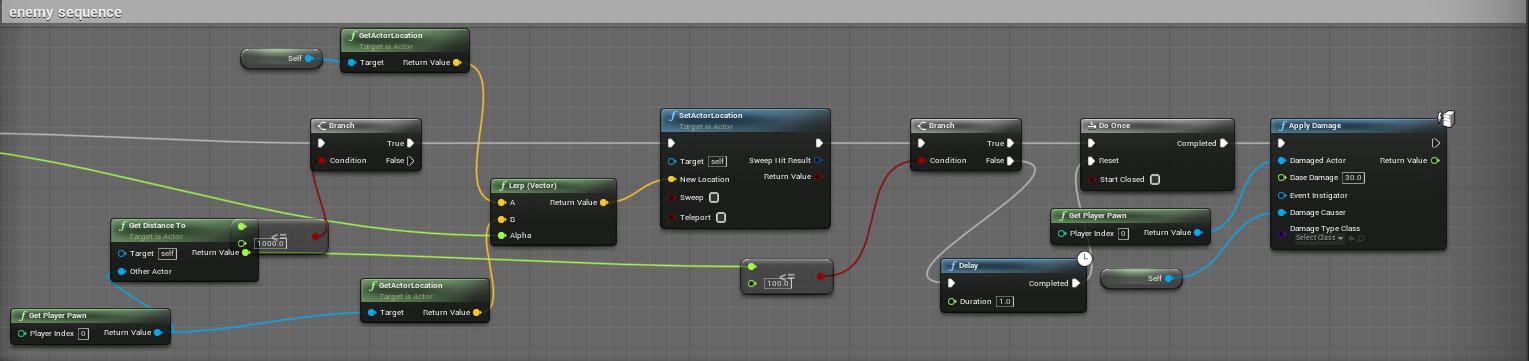 enemy sequence
GetActorLocation
Target is Actor
Self
Target Return Value
Branch
True
Condition False
SetActorLocation
Target is Actor
Target self Sweep Hit Result
New Location Return Value
Sweep
Teleport
Branch
True
Condition False
Do Once
Completed
Reset
Start Closed
Apply Damage
Damaged Actor Return Value
Base Damage 30.0
Event Instigator
Damage Causer
Damage Type Class
Select Class
Lerp (Vector)
A Return Value
B
Alpha
Get Distance To
Target is Actor
Target self Return Value
Other Actor
<=
1000.0
Get Player Pawn
Player Index 0 Return Value
GetActorLocation
Target is Actor
Target Return Value
<=
100.0
Delay
Completed
Duration 1.0
Get Player Pawn
Player Index 0 Return Value
Self